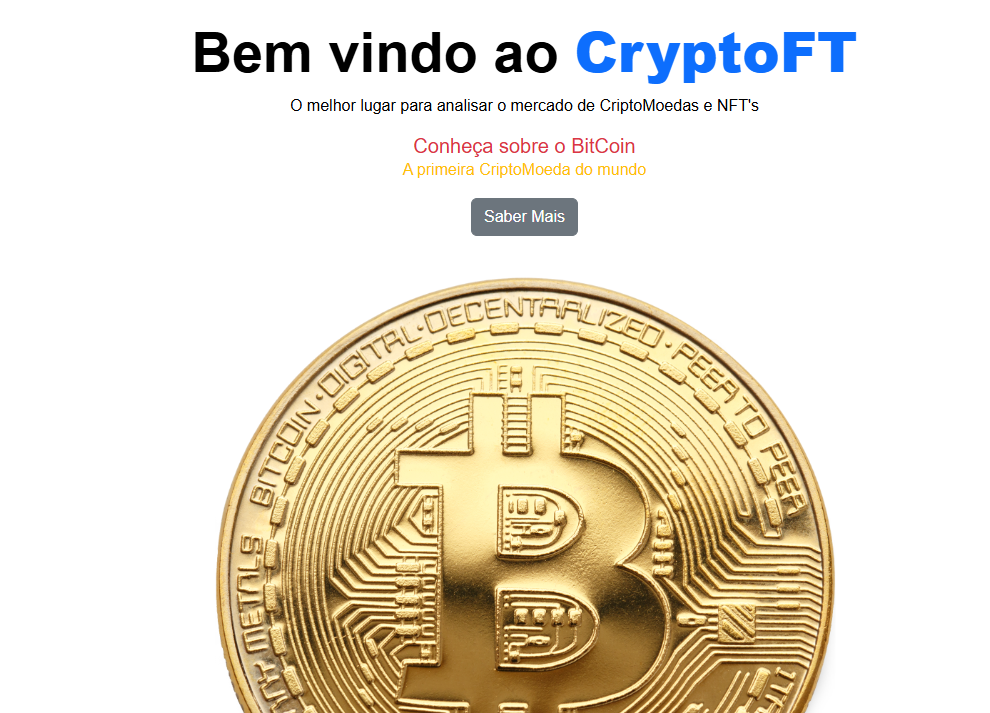 Bem vindo ao CryptoFT
O melhor lugar para analisar o mercado de CriptoMoedas e NFT's
Conheça sobre o BitCoin
A primeira CriptoMoeda do mundo
Saber Mais
BITCOIN · DIGITAL · DECENTRALIZED · PEER TO PEER
METALS